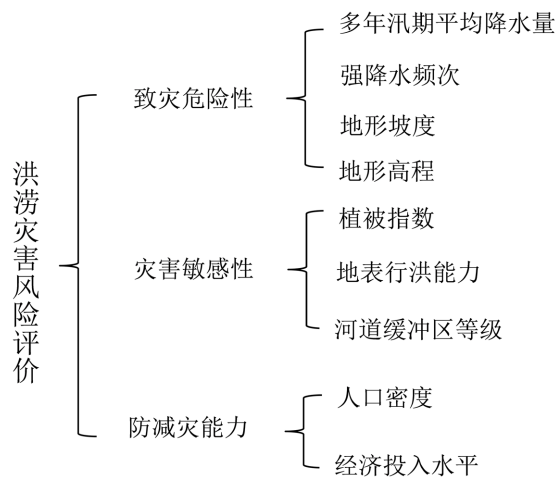 洪涝灾害风险评价
致灾危险性
多年汛期平均降水量
强降水频次
地形坡度
地形高程
灾害敏感性
植被指数
地表行洪能力
河道缓冲区等级
防减灾能力
人口密度
经济投入水平